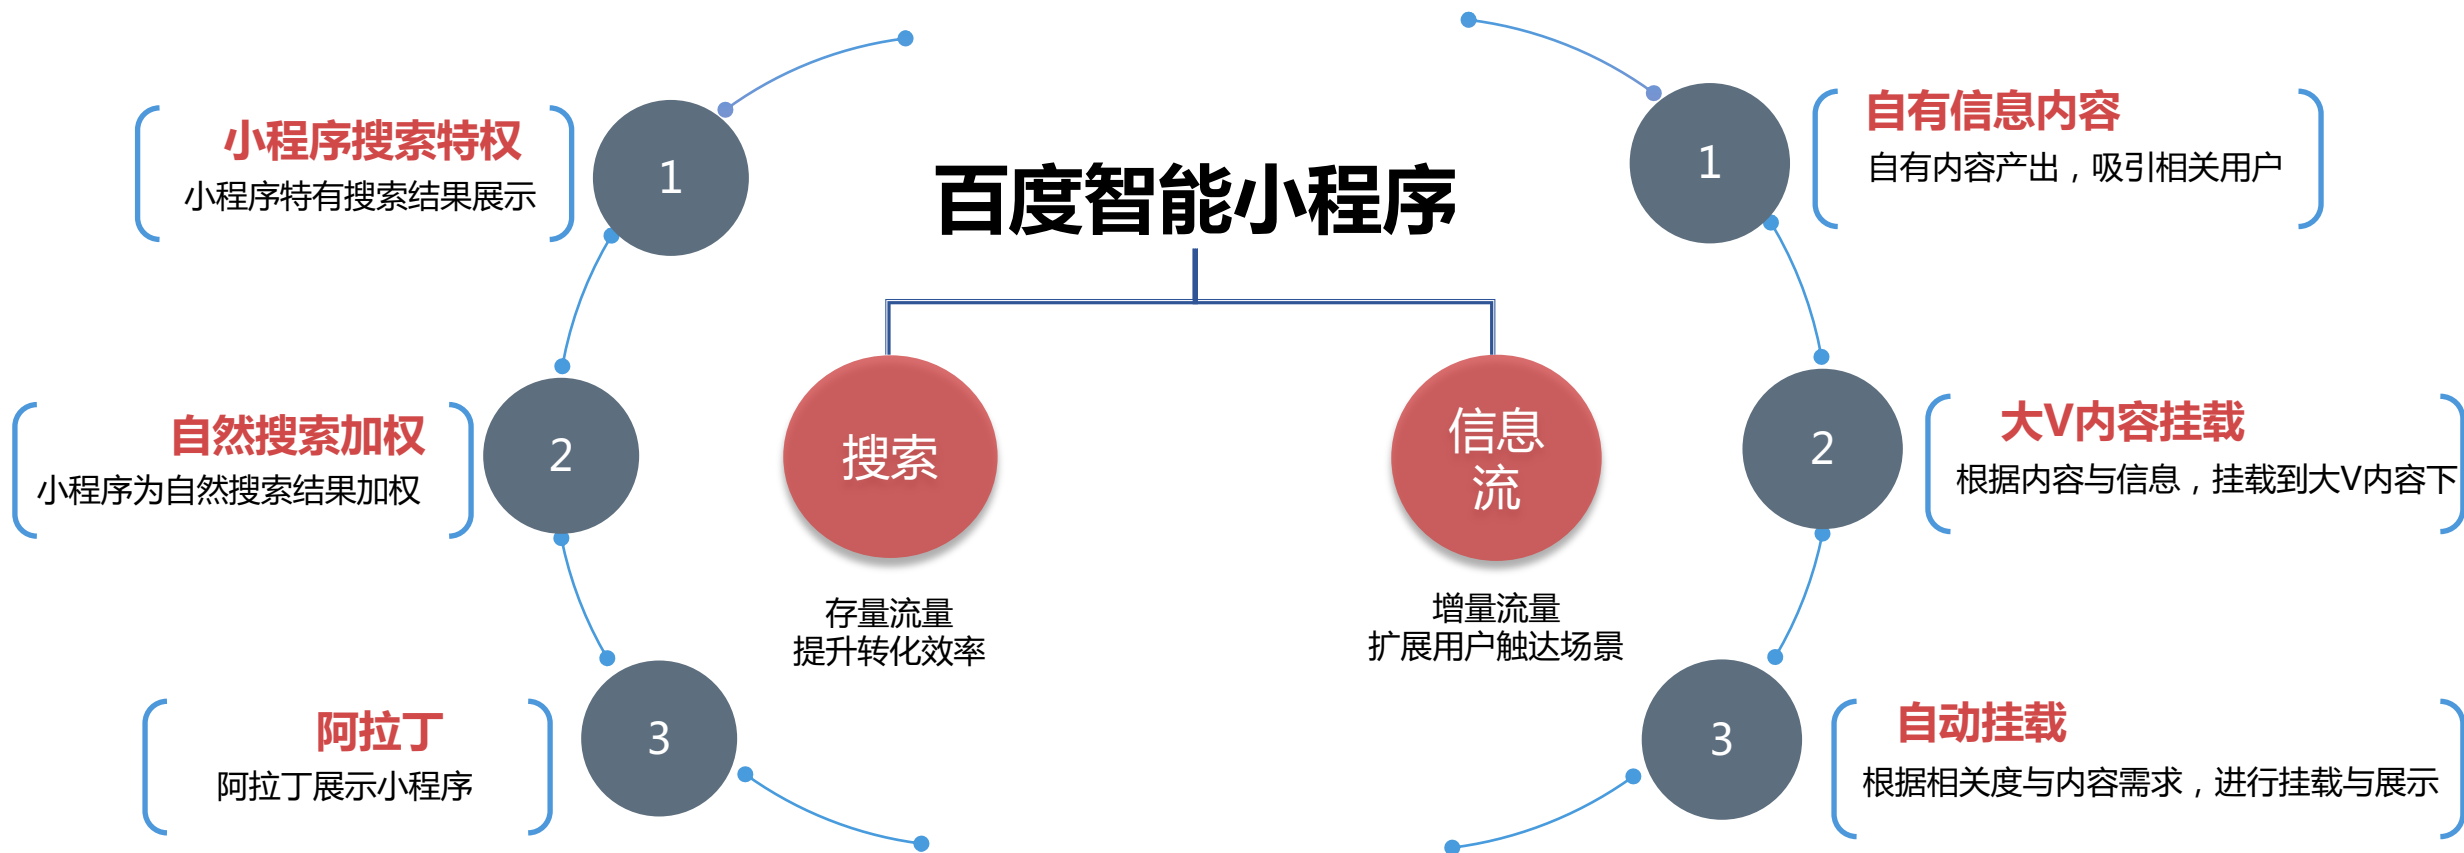 百度智能小程序
小程序搜索特权
小程序特有搜索结果展示
1
自然搜索加权
小程序为自然搜索结果加权
2
阿拉丁
阿拉丁展示小程序
3
搜索
存量流量
提升转化效率
信息
流
增量流量
扩展用户触达场景
1
自有信息内容
自有内容产出，吸引相关用户
2
大V内容挂载
根据内容与信息，挂载到大V内容下
3
自动挂载
根据相关度与内容需求，进行挂载与展示